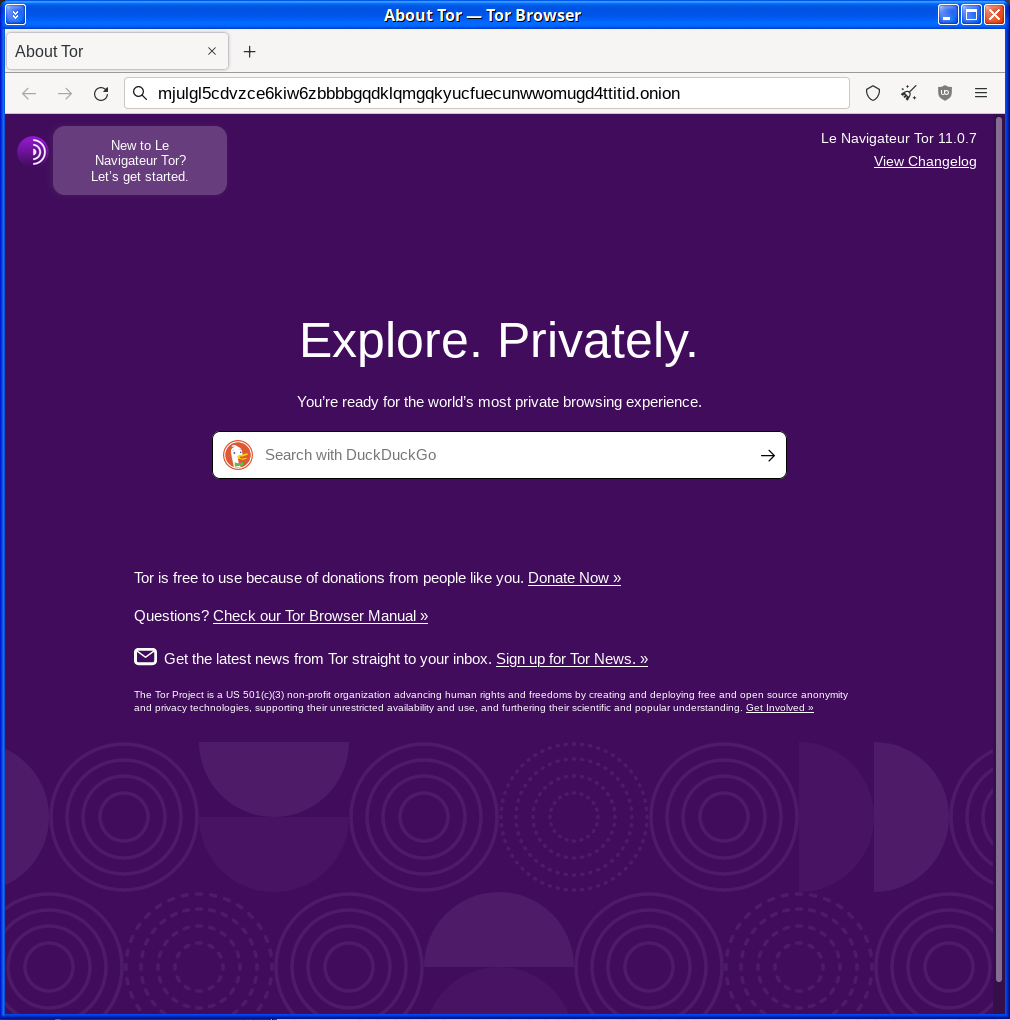 About Tor — Tor Browser
About Tor
mjulgl5cdvzce6kiw6zbbbbgqdklqmgqkyucfuecunwwomugd4ttitid.onion
New to Le
Navigateur Tor?
Let’s get started.
Le Navigateur Tor 11.0.7
View Changelog
Explore. Privately.
You’re ready for the world’s most private browsing experience.
Search with DuckDuckGo
Tor is free to use because of donations from people like you. Donate Now »
Questions? Check our Tor Browser Manual »
Get the latest news from Tor straight to your inbox. Sign up for Tor News. »
The Tor Project is a US 501(c)(3) non-profit organization advancing human rights and freedoms by creating and deploying free and open source anonymity
and privacy technologies, supporting their unrestricted availability and use, and furthering their scientific and popular understanding. Get Involved »